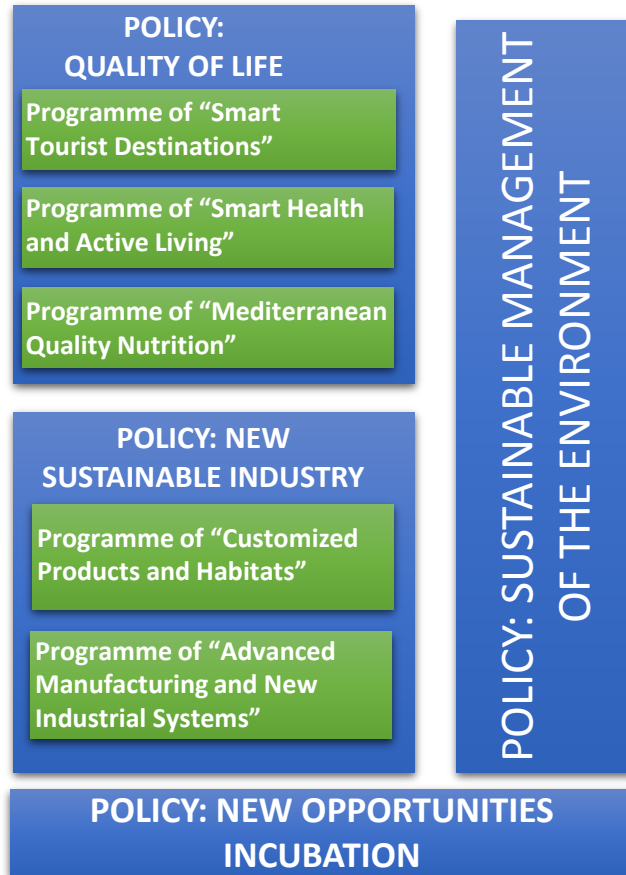 POLICY:
QUALITY OF LIFE
Programme of “Smart
Tourist Destinations”
Programme of “Smart Health
and Active Living”
Programme of “Mediterranean
Quality Nutrition”
POLICY: NEW
SUSTAINABLE INDUSTRY
Programme of “Customized
Products and Habitats”
Programme of “Advanced
Manufacturing and New
Industrial Systems”
POLICY: SUSTAINABLE MANAGEMENT
OF THE ENVIRONMENT
POLICY: NEW OPPORTUNITIES
INCUBATION